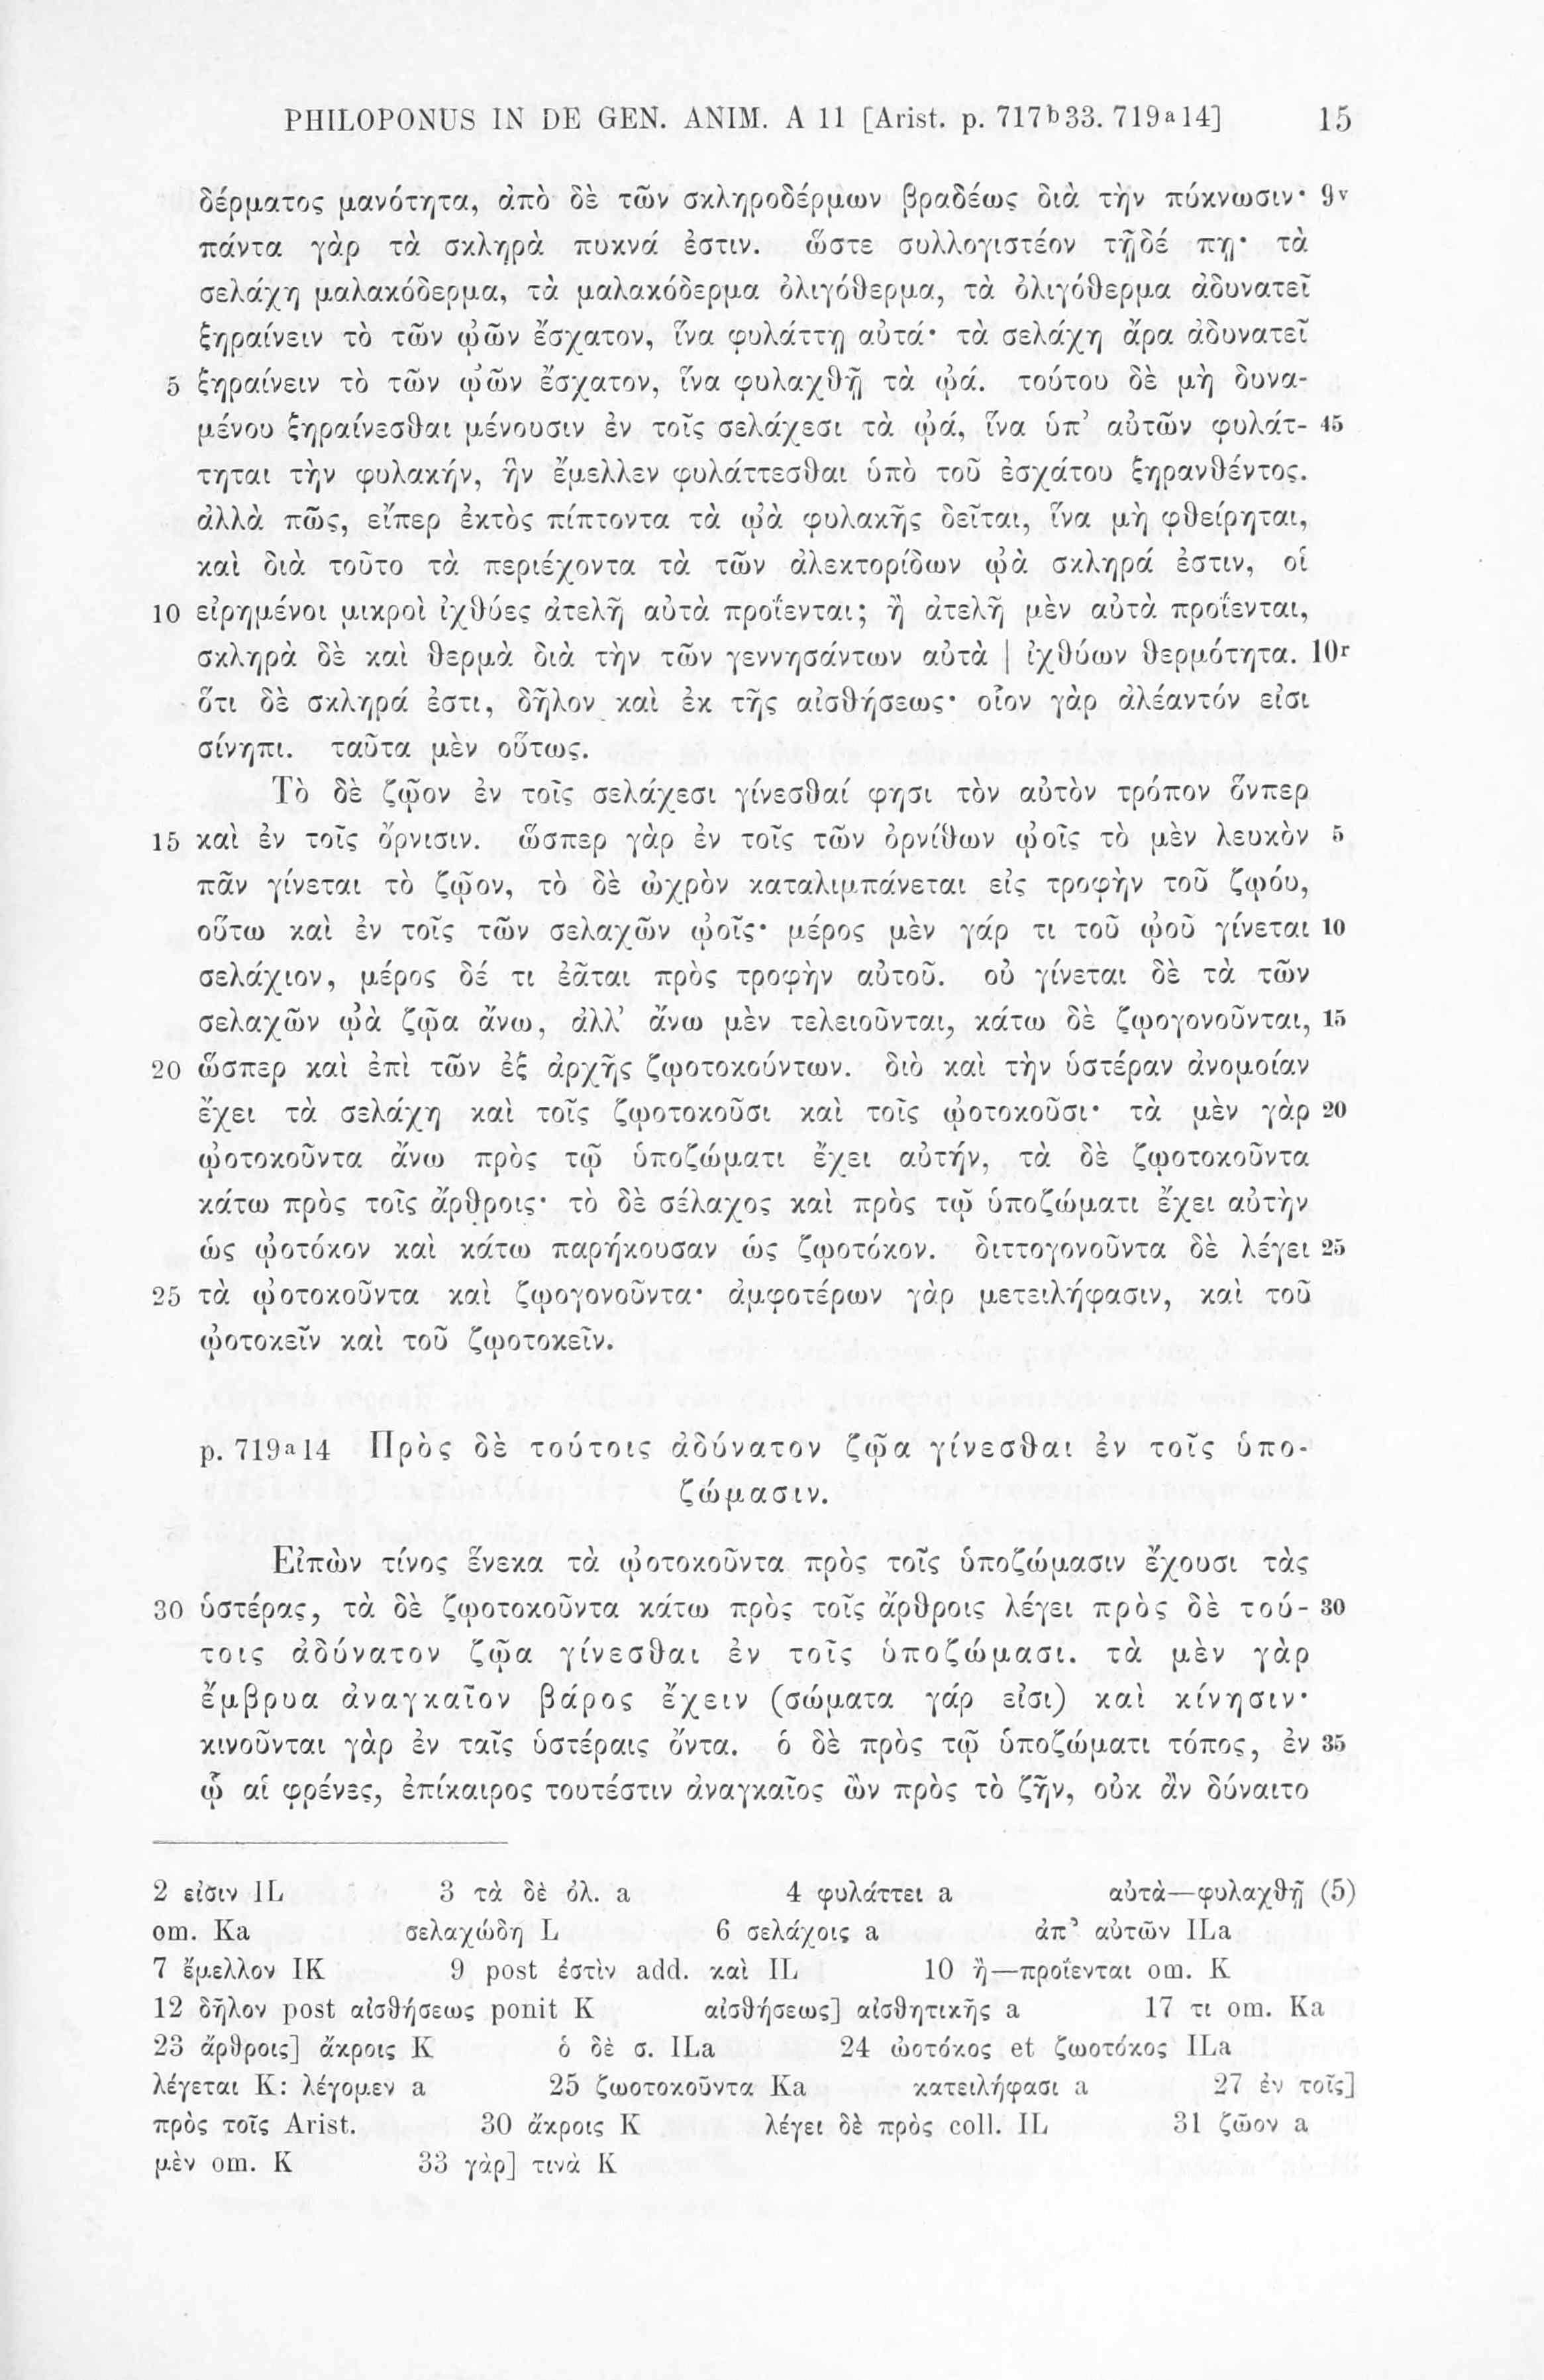 PHILOPONUS IN DE GEN. ANIM. A 11 [Arist. p. 717b33. 719a14] 15
δέρματος μανότητα, ἀπὸ δὲ τῶν σκληροδέρμων βραδέως διὰ τὴν πύκνωσιν· 9v
πάντα γὰρ τὰ σκληρὰ πυκνά ἐστιν. ὥστε συλλογιστέον τῇδέ πῃ· τὰ
σελάχη μαλακόδερμα, τὰ μαλακόδερμα ὀλιγόθερμα, τὰ ὀλιγόθερμα ἀδυνατεῖ
ξηραίνειν τὸ τῶν ᾠῶν ἔσχατον, ἵνα φυλάττῃ αὐτά· τὰ σελάχη ἄρα ἀδυνατεῖ
5 ξηραίνειν τὸ τῶν ᾠῶν ἔσχατον, ἵνα φυλαχθῇ τὰ ᾠά. τούτου δὲ μὴ δυνα-
μένου ξηραίνεσθαι μένουσιν ἐν τοῖς σελάχεσι τὰ ᾠά, ἵνα ὑπ’ αὐτῶν φυλάτ- 45
τηται τὴν φυλακήν, ἣν ἔμελλεν φυλάττεσθαι ὑπὸ τοῦ ἐσχάτου ξηρανθέντος.
ἀλλὰ πῶς, εἴπερ ἐκτὸς πίπτοντα τὰ ᾠὰ φυλακῆς δεῖται, ἵνα μὴ φθείρηται,
καὶ διὰ τοῦτο τὰ περιέχοντα τὰ τῶν ἀλεκτορίδων ᾠὰ σκληρά ἐστιν, οἱ
10 εἰρημένοι μικροὶ ἰχθύες ἀτελῆ αὐτὰ προΐενται; ἢ ἀτελῆ μὲν αὐτὰ προΐενται,
σκληρὰ δὲ καὶ θερμὰ διὰ τὴν τῶν γεννησάντων αὐτὰ | ἰχθύων θερμότητα. 10r
ὅτι δὲ σκληρά ἐστι, δῆλον καὶ ἐκ τῆς αἰσθήσεως· οἷον γὰρ ἀλέαντόν εἰσι
σίνηπι. ταῦτα μὲν οὕτως.
Τὸ δὲ ζῷον ἐν τοῖς σελάχεσι γίνεσθαί φησι τὸν αὐτὸν τρόπον ὅνπερ
15 καὶ ἐν τοῖς ὄρνισιν. ὥσπερ γὰρ ἐν τοῖς τῶν ὀρνίθων ᾠοῖς τὸ μὲν λευκὸν 5
πᾶν γίνεται τὸ ζῷον, τὸ δὲ ὠχρὸν καταλιμπάνεται εἰς τροφὴν τοῦ ζῴου,
οὕτω καὶ ἐν τοῖς τῶν σελαχῶν ᾠοῖς· μέρος μὲν γάρ τι τοῦ ᾠοῦ γίνεται 10
σελάχιον, μέρος δέ τι ἐᾶται πρὸς τροφὴν αὐτοῦ. οὐ γίνεται δὲ τὰ τῶν
σελαχῶν ᾠὰ ζῷα ἄνω, ἀλλ’ ἄνω μὲν τελειοῦνται, κάτω δὲ ζῳογονοῦνται, 15
20 ὥσπερ καὶ ἐπὶ τῶν ἐξ ἀρχῆς ζῳοτοκούντων. διὸ καὶ τὴν ὑστέραν ἀνομοίαν
ἔχει τὰ σελάχη καὶ τοῖς ζῳοτοκοῦσι καὶ τοῖς ᾠοτοκοῦσι· τὰ μὲν γὰρ 20
ᾠοτοκοῦντα ἄνω πρὸς τῷ ὑποζώματι ἔχει αὐτήν, τὰ δὲ ζῳοτοκοῦντα
κάτω πρὸς τοῖς ἄρθροις· τὸ δὲ σέλαχος καὶ πρὸς τῷ ὑποζώματι ἔχει αὐτὴν
ὡς ᾠοτόκον καὶ κάτω παρήκουσαν ὡς ζῳοτόκον. διττογονοῦντα δὲ λέγει 25
25 τὰ ᾠοτοκοῦντα καὶ ζῳογονοῦντα· ἀμφοτέρων γὰρ μετειλήφασιν, καὶ τοῦ
ᾠοτοκεῖν καὶ τοῦ ζῳοτοκεῖν.
p. 719a14 Πρὸς δὲ τούτοις ἀδύνατον ζῷα γίνεσθαι ἐν τοῖς ὑπο-
ζώμασιν.
Εἰπὼν τίνος ἕνεκα τὰ ᾠοτοκοῦντα πρὸς τοῖς ὑποζώμασιν ἔχουσι τὰς
30 ὑστέρας, τὰ δὲ ζῳοτοκοῦντα κάτω πρὸς τοῖς ἄρθροις λέγει πρὸς δὲ τού- 30
τοις ἀδύνατον ζῷα γίνεσθαι ἐν τοῖς ὑποζώμασι. τὰ μὲν γὰρ
ἔμβρυα ἀναγκαῖον βάρος ἔχειν (σώματα γάρ εἰσι) καὶ κίνησιν·
κινοῦνται γὰρ ἐν ταῖς ὑστέραις ὄντα. ὁ δὲ πρὸς τῷ ὑποζώματι τόπος, ἐν 35
ᾧ αἱ φρένες, ἐπίκαιρος τουτέστιν ἀναγκαῖος ὢν πρὸς τὸ ζῆν, οὐκ ἂν δύναιτο
2 εἰσιν IL 3 τὰ δὲ ὀλ. a 4 φυλάττει a αὐτὰ—φυλαχθῇ (5)
om. Ka σελαχώδη L 6 σελάχοις a ἀπ’ αὐτῶν ILa
7 ἔμελλον IK 9 post ἐστὶν add. καὶ IL 10 ἢ—προΐενται om. K
12 δῆλον post αἰσθήσεως ponit K αἰσθήσεως] αἰσθητικῆς a 17 τι om. Ka
23 ἄρθροις] ἄκροις K ὁ δὲ σ. ILa 24 ὠοτόκος et ζωοτόκος ILa
λέγεται K: λέγομεν a 25 ζωοτοκοῦντα Ka κατειλήφασι a 27 ἐν τοῖς]
πρὸς τοῖς Arist. 30 ἄκροις K λέγει δὲ πρὸς coll. IL 31 ζῶον a
μὲν om. K 33 γὰρ] τινὰ K